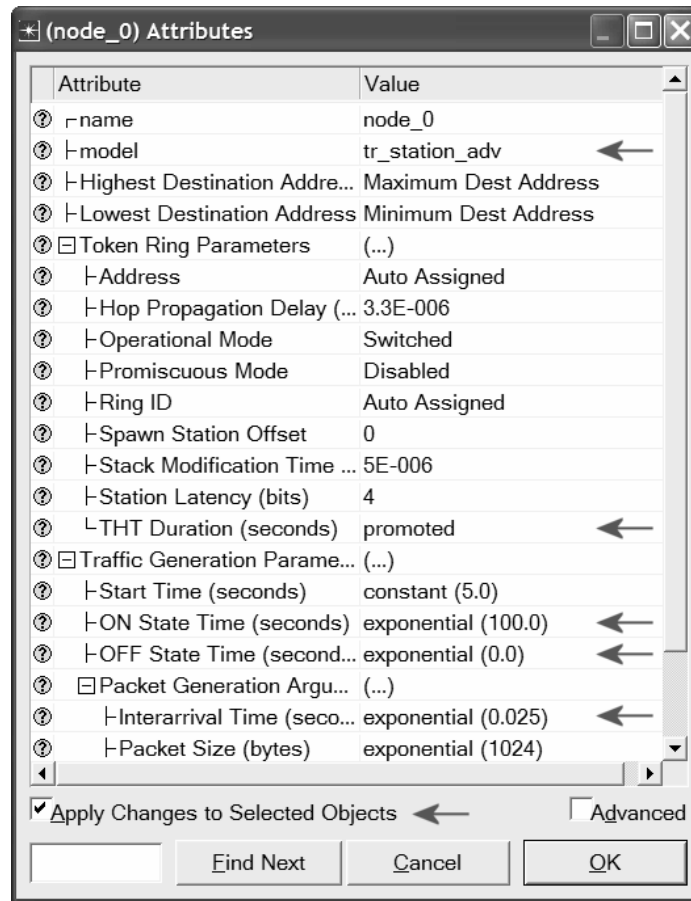 (node_0) Attributes
Attribute Value
name node_0
model tr_station_adv
Highest Destination Addre... Maximum Dest Address
Lowest Destination Address Minimum Dest Address
Token Ring Parameters (...)
Address Auto Assigned
Hop Propagation Delay (... 3.3E-006
Operational Mode Switched
Promiscuous Mode Disabled
Ring ID Auto Assigned
Spawn Station Offset 0
Stack Modification Time ... 5E-006
Station Latency (bits) 4
THT Duration (seconds) promoted
Traffic Generation Parame... (...)
Start Time (seconds) constant (5.0)
ON State Time (seconds) exponential (100.0)
OFF State Time (second... exponential (0.0)
Packet Generation Argu... (...)
Interarrival Time (seco... exponential (0.025)
Packet Size (bytes) exponential (1024)
Apply Changes to Selected Objects Advanced
Find Next Cancel OK